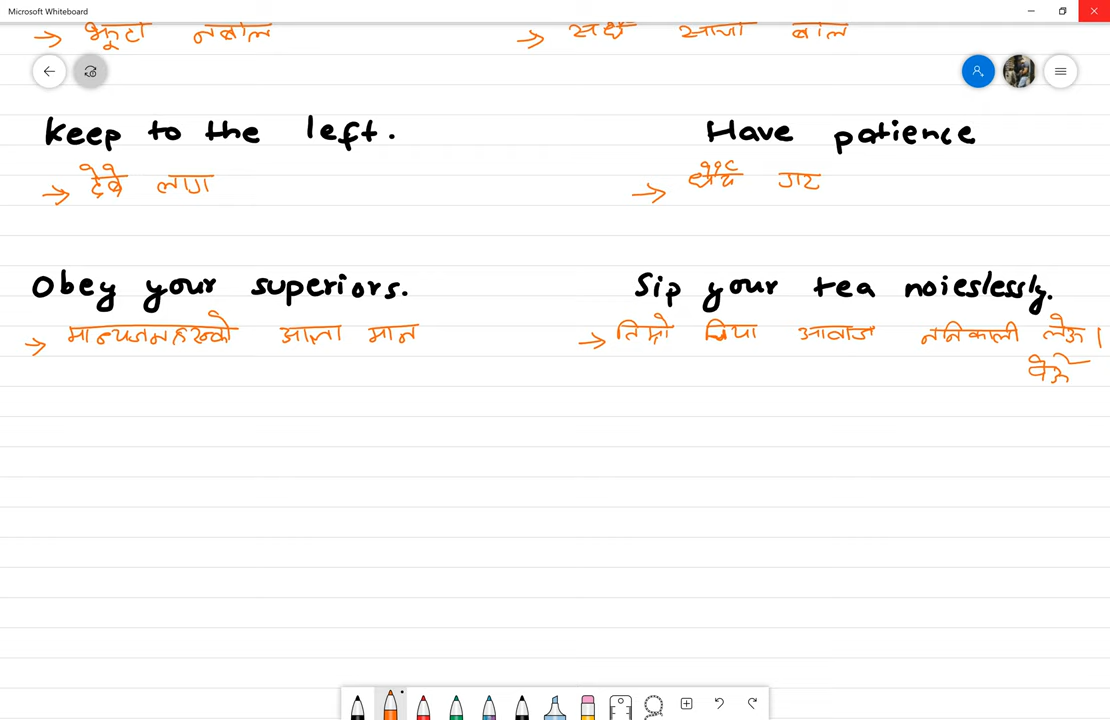 Microsoft Whiteboard
झूटा नबोल
बोल
keep to the left.
Have patience
देब्रे लाग
धैर्य गर
Obey your superiors.
Sip your tea noieslessly.
मान्यजनहरुको आज्ञा मान
तिम्रो चिया आवाज ननिकाली लेऊ।
पेऊ